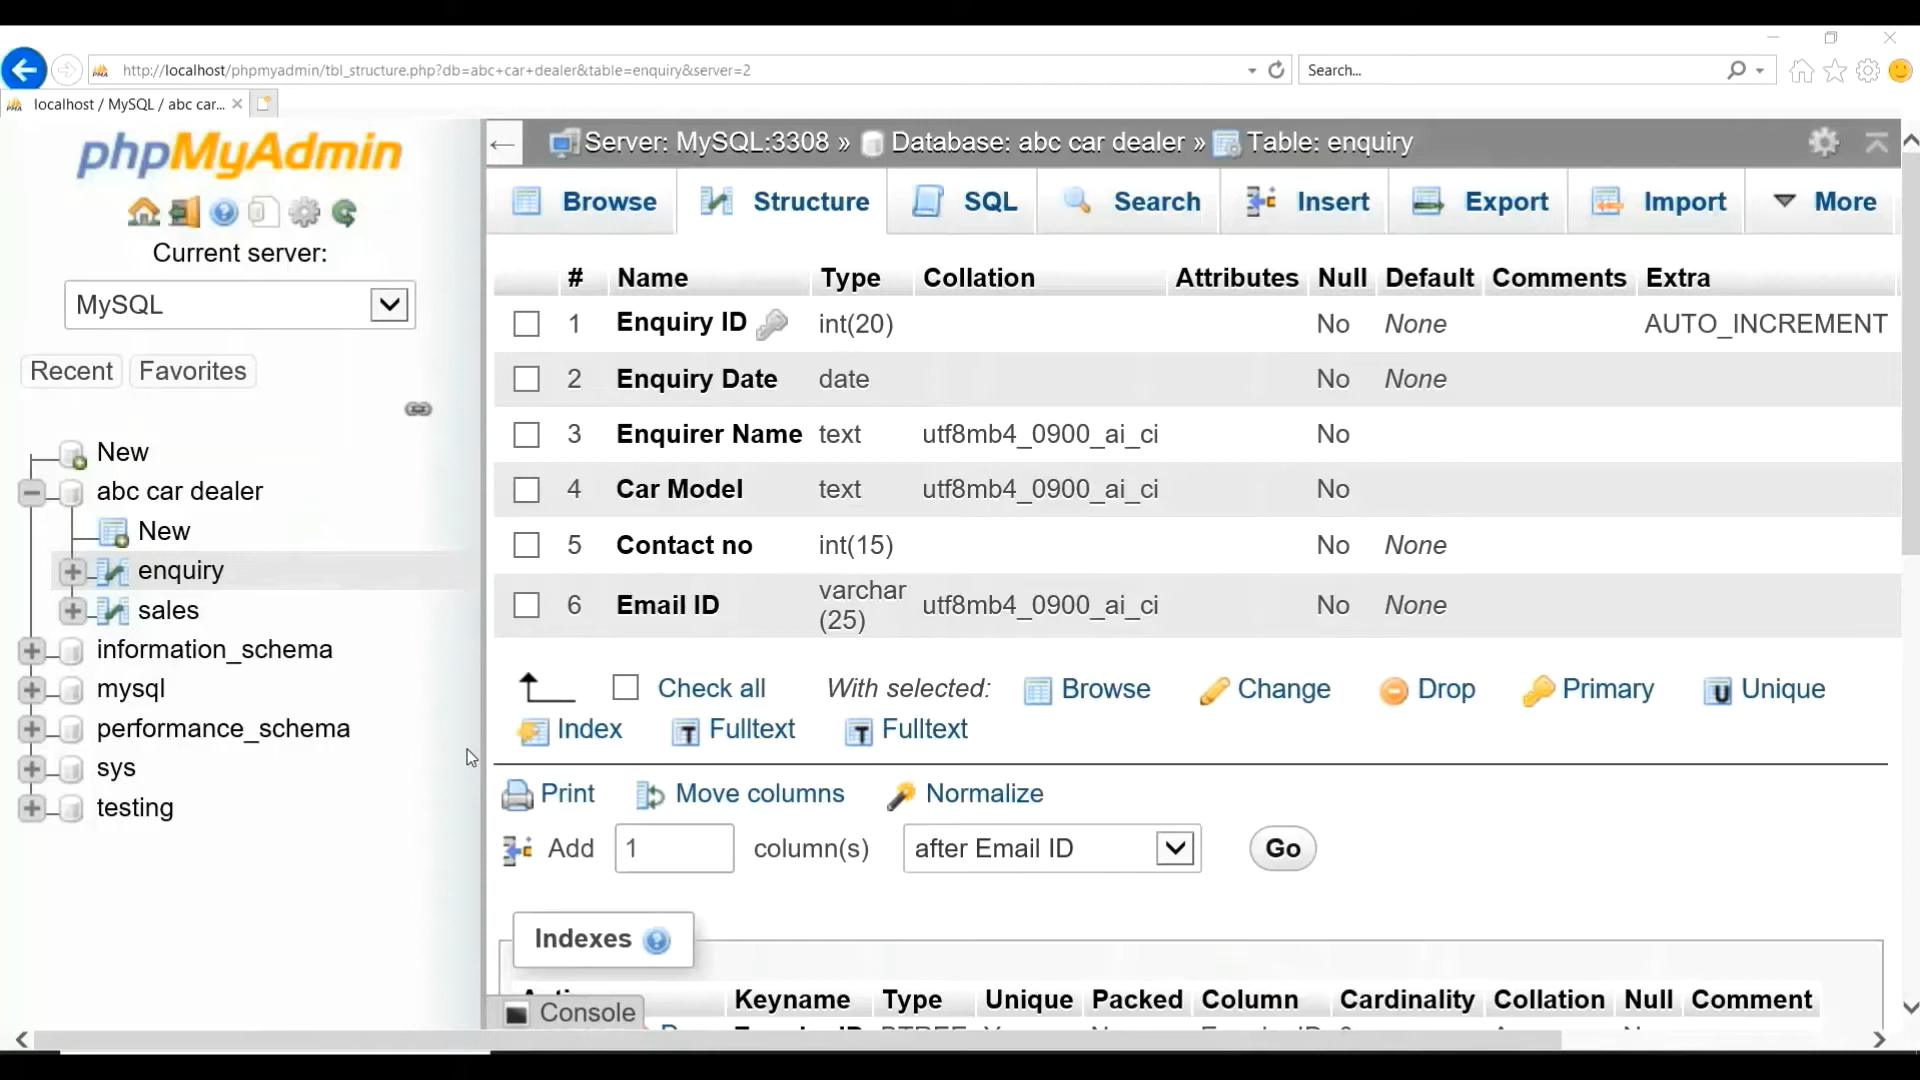 http://localhost/phpmyadmin/tbl_structure.php?db=abc+car+dealer&table=enquiry&server=2
Search...
localhost / MySQL / abc car...
phpMyAdmin
Current server:
MySQL
Recent
Favorites
New
abc car dealer
New
enquiry
sales
information_schema
mysql
performance_schema
sys
testing
Server: MySQL:3308 » Database: abc car dealer » Table: enquiry
Browse Structure SQL Search Insert Export Import More
# Name Type Collation Attributes Null Default Comments Extra
1 Enquiry ID int(20) No None AUTO_INCREMENT
2 Enquiry Date date No None
3 Enquirer Name text utf8mb4_0900_ai_ci No
4 Car Model text utf8mb4_0900_ai_ci No
5 Contact no int(15) No None
6 Email ID varchar(25) utf8mb4_0900_ai_ci No None
Check all With selected: Browse Change Drop Primary Unique
Index Fulltext Fulltext
Print Move columns Normalize
Add 1 column(s) after Email ID Go
Indexes
Keyname Type Unique Packed Column Cardinality Collation Null Comment
Console